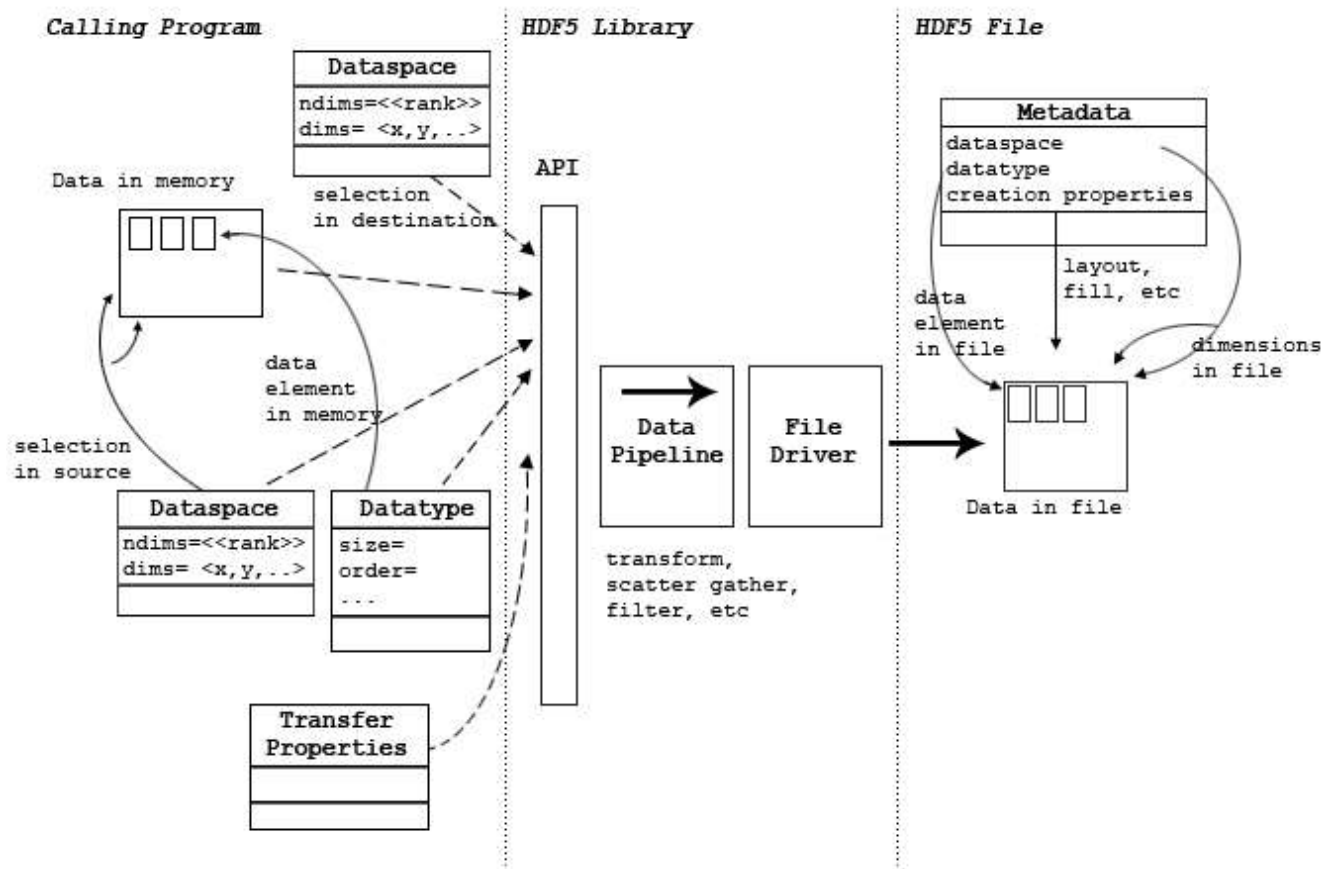 Calling Program
HDF5 Library
HDF5 File
Dataspace
ndims=<<rank>>
dims= <x,y,..>
selection
in destination
Data in memory
data
element
in memory
selection
in source
Dataspace
ndims=<<rank>>
dims= <x,y,..>
Datatype
size=
order=
...
Transfer
Properties
API
Data
Pipeline
File
Driver
transform,
scatter gather,
filter, etc
Metadata
dataspace
datatype
creation properties
layout,
fill, etc
data
element
in file
dimensions
in file
Data in file